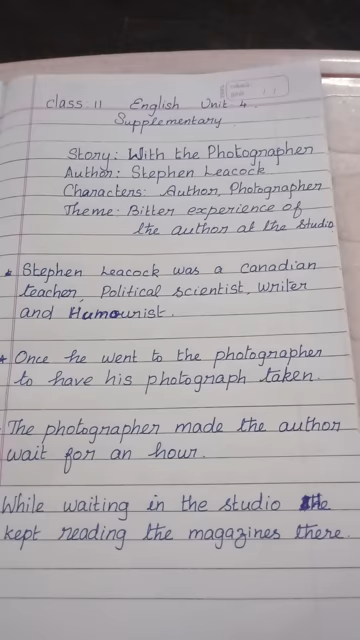 class 11 English Unit 4.
Supplementary
Story: With the Photographer
Author: Stephen Leacock
Characters: Author, Photographer
Theme: Bitter experience of
the author at the studio
* Stephen Leacock was a Canadian
teacher, Political scientist, writer
and Humourist.
* Once he went to the photographer
to have his photograph taken.
The photographer made the author
wait for an hour.
While waiting in the studio he
kept reading the magazines there.